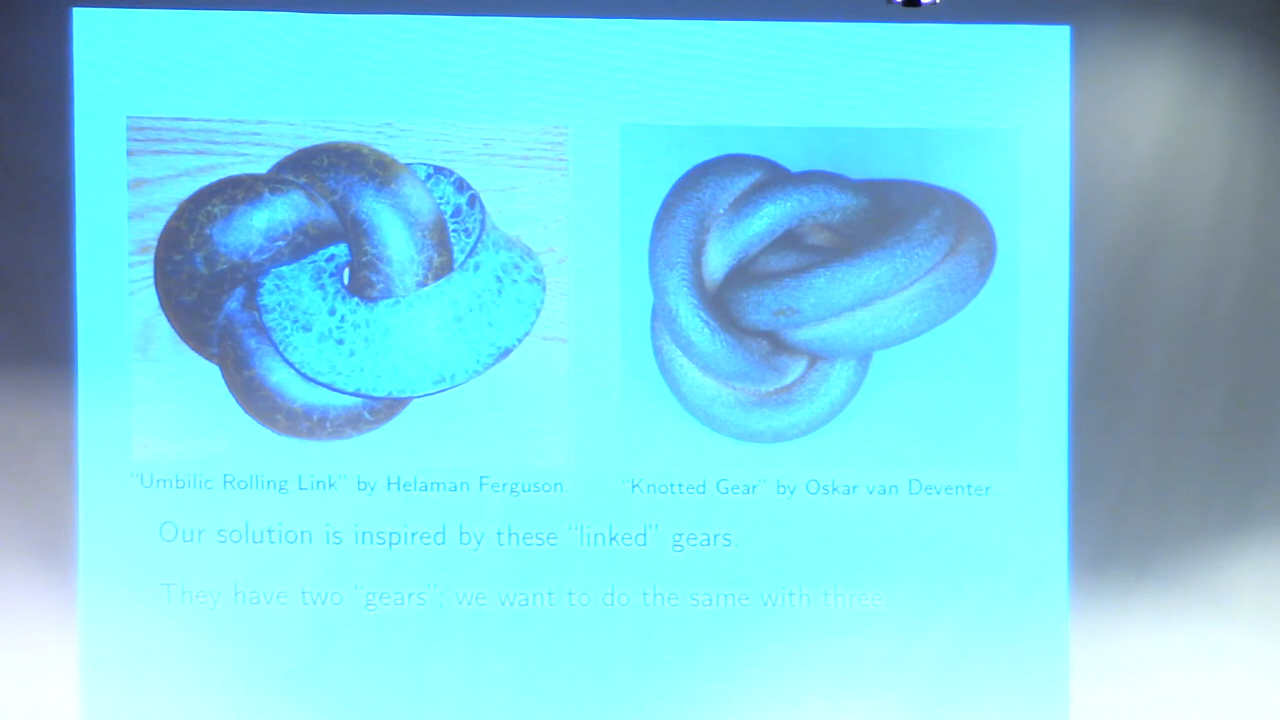 “Umbilic Rolling Link” by Helaman Ferguson.
“Knotted Gear” by Oskar van Deventer.
Our solution is inspired by these “linked” gears.
They have two “gears”; we want to do the same with three.